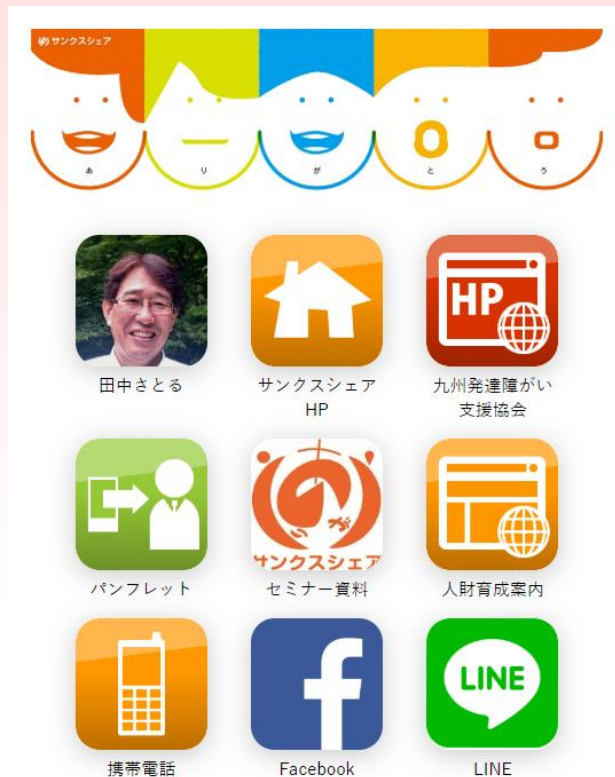 サンクスシェア
あ り が と う
HP
田中さとる
サンクスシェア
HP
九州発達障がい
支援協会
サンクスシェア
パンフレット
セミナー資料
人財育成案内
LINE
携帯電話
Facebook
LINE